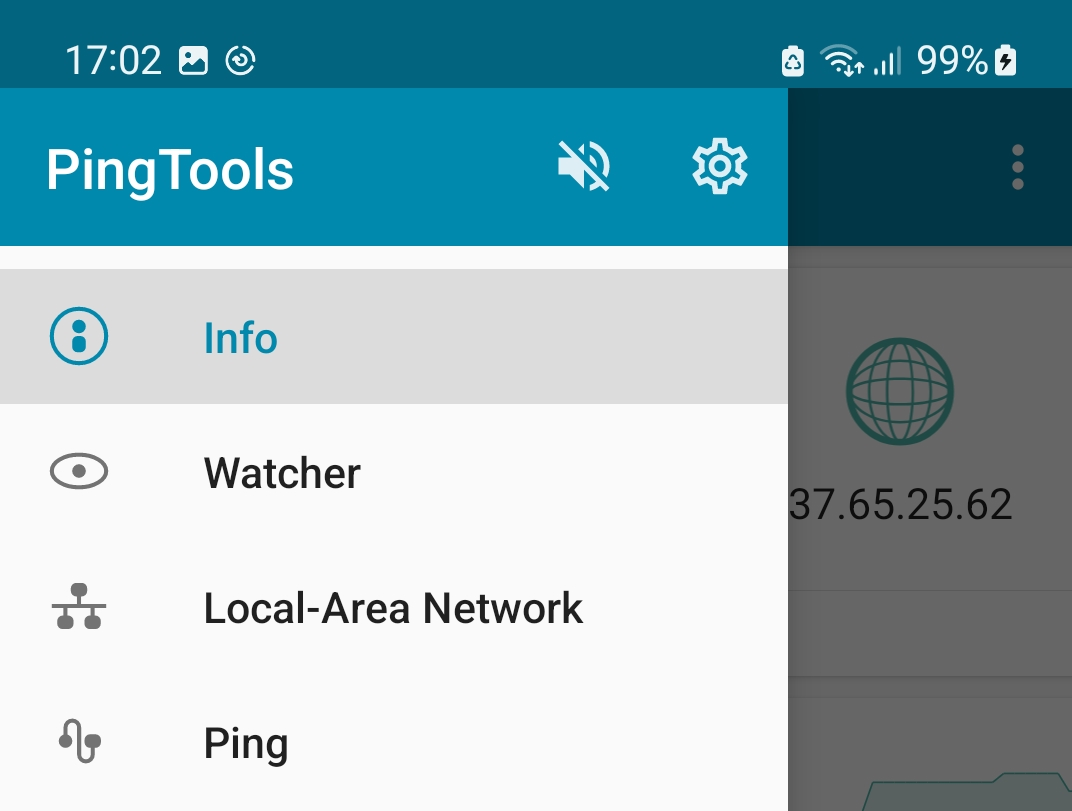 17:02 99%
PingTools
Info
Watcher
37.65.25.62
Local-Area Network
Ping